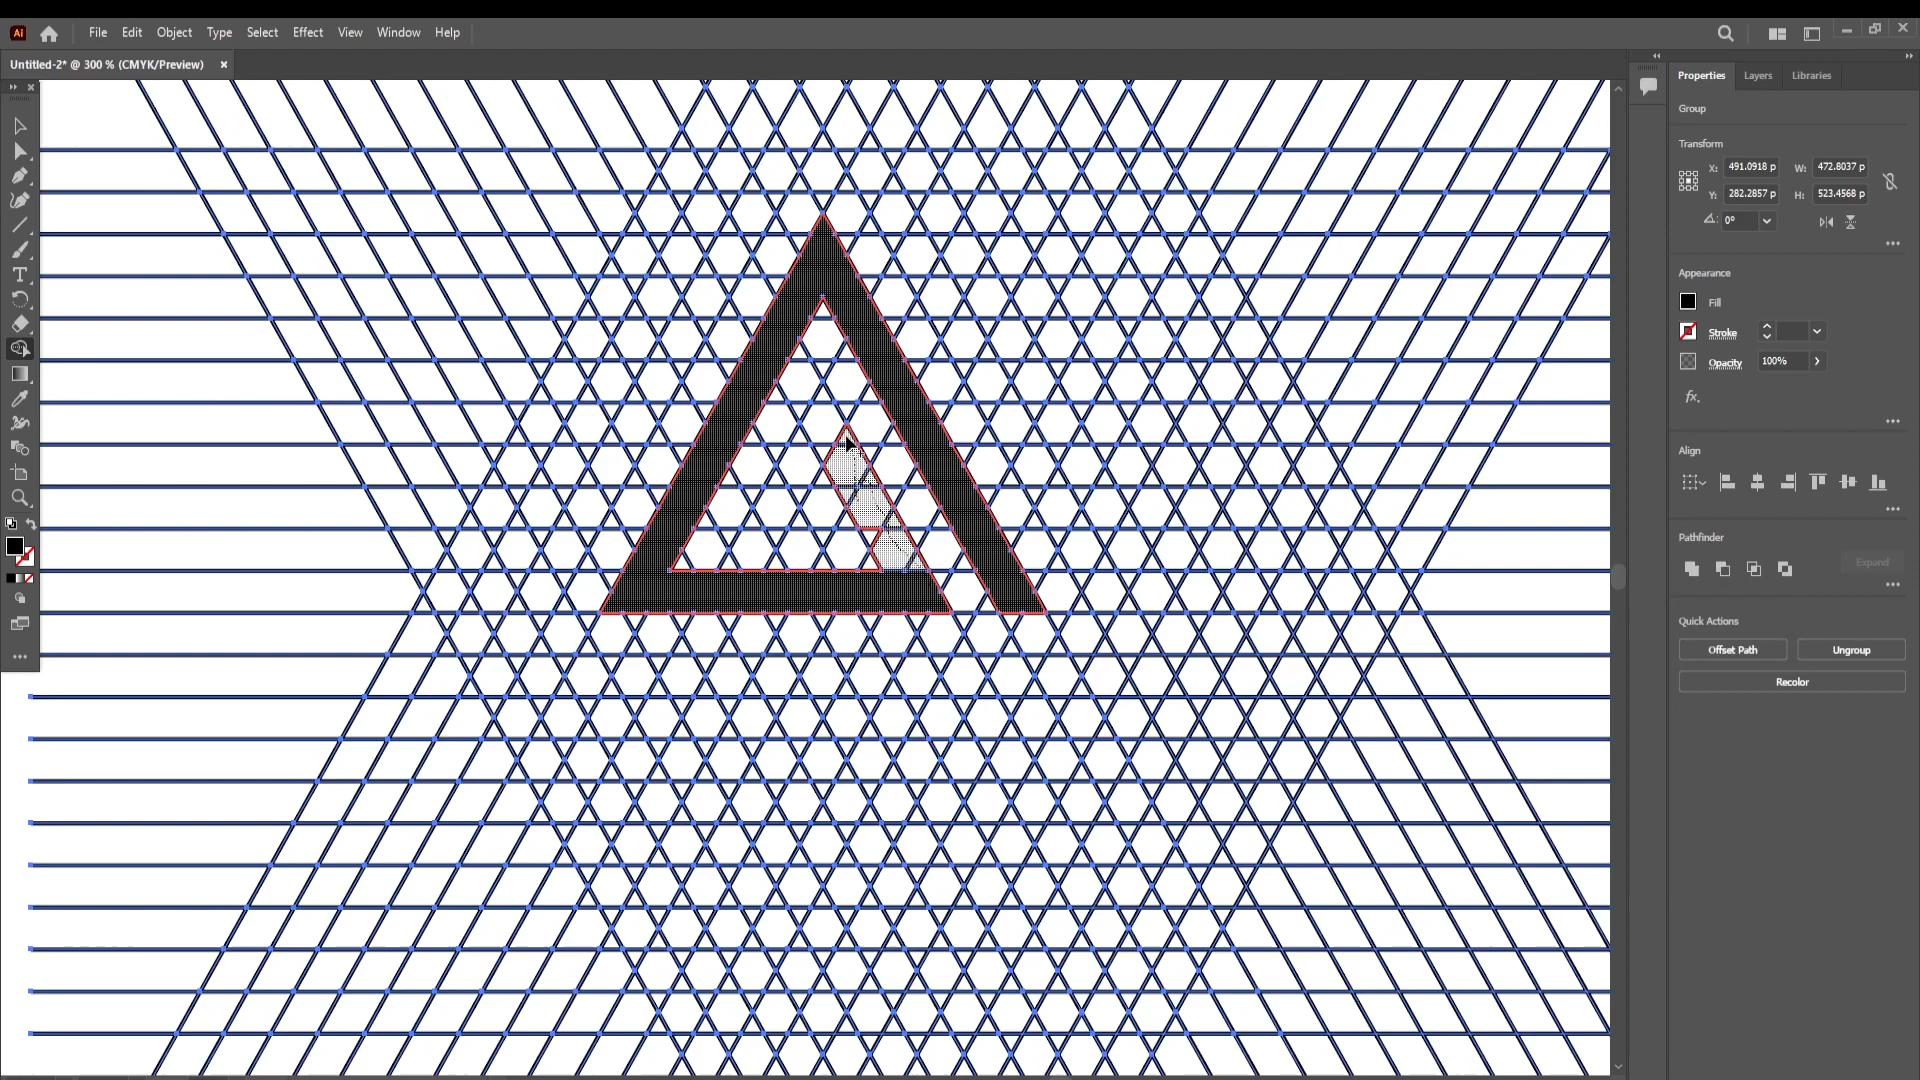 Ai File Edit Object Type Select Effect View Window Help
Untitled-2* @ 300 % (CMYK/Preview) ×
Properties Layers Libraries
Group
Transform
X: 491.0918 p W: 472.8037 p
Y: 282.2857 p H: 523.4568 p
0°
Appearance
Fill
Stroke
Opacity 100%
fx.
Align
Pathfinder
Expand
Quick Actions
Offset Path Ungroup
Recolor